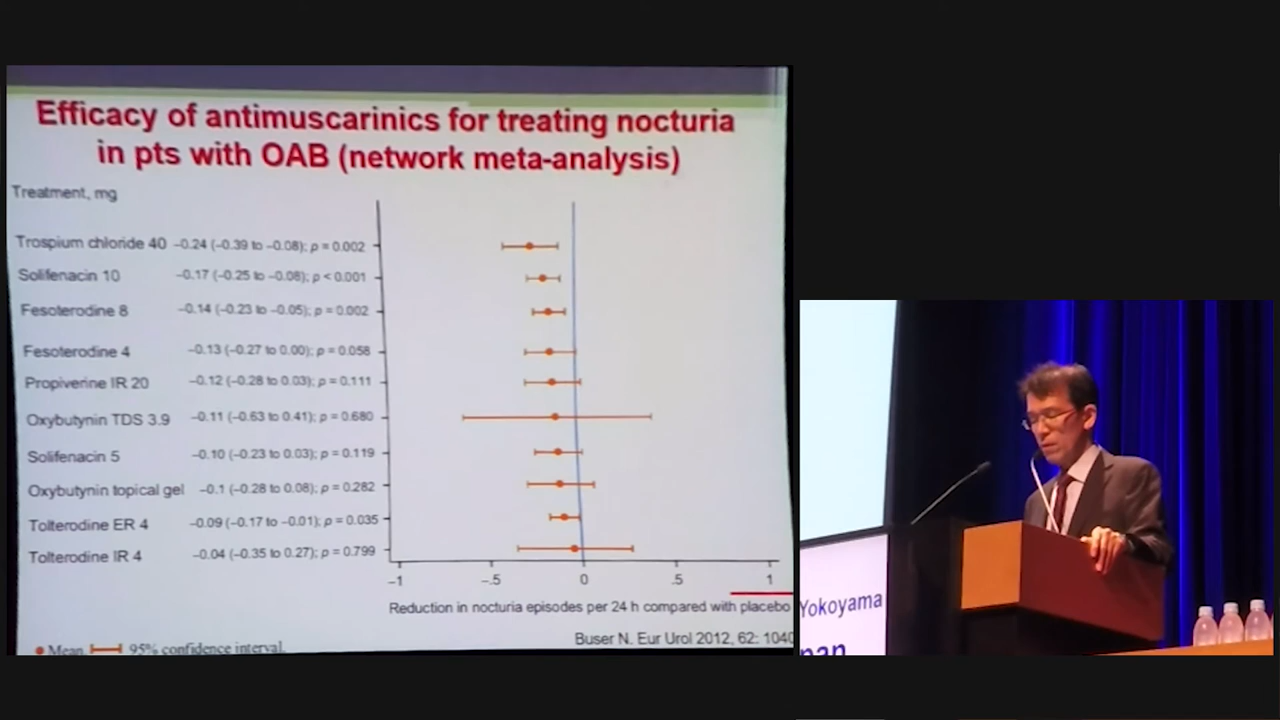 Efficacy of antimuscarinics for treating nocturia
in pts with OAB (network meta-analysis)
Treatment, mg
Trospium chloride 40 −0.24 (−0.39 to −0.08); p = 0.002
Solifenacin 10 −0.17 (−0.25 to −0.08); p < 0.001
Fesoterodine 8 −0.14 (−0.23 to −0.05); p = 0.002
Fesoterodine 4 −0.13 (−0.27 to 0.00); p = 0.058
Propiverine IR 20 −0.12 (−0.28 to 0.03); p = 0.111
Oxybutynin TDS 3.9 −0.11 (−0.63 to 0.41); p = 0.680
Solifenacin 5 −0.10 (−0.23 to 0.03); p = 0.119
Oxybutynin topical gel −0.1 (−0.28 to 0.08); p = 0.282
Tolterodine ER 4 −0.09 (−0.17 to −0.01); p = 0.035
Tolterodine IR 4 −0.04 (−0.35 to 0.27); p = 0.799
−1 −.5 0 .5 1
Reduction in nocturia episodes per 24 h compared with placebo
Buser N. Eur Urol 2012, 62: 1040
Mean 95% confidence interval.
Yokoyama
pan